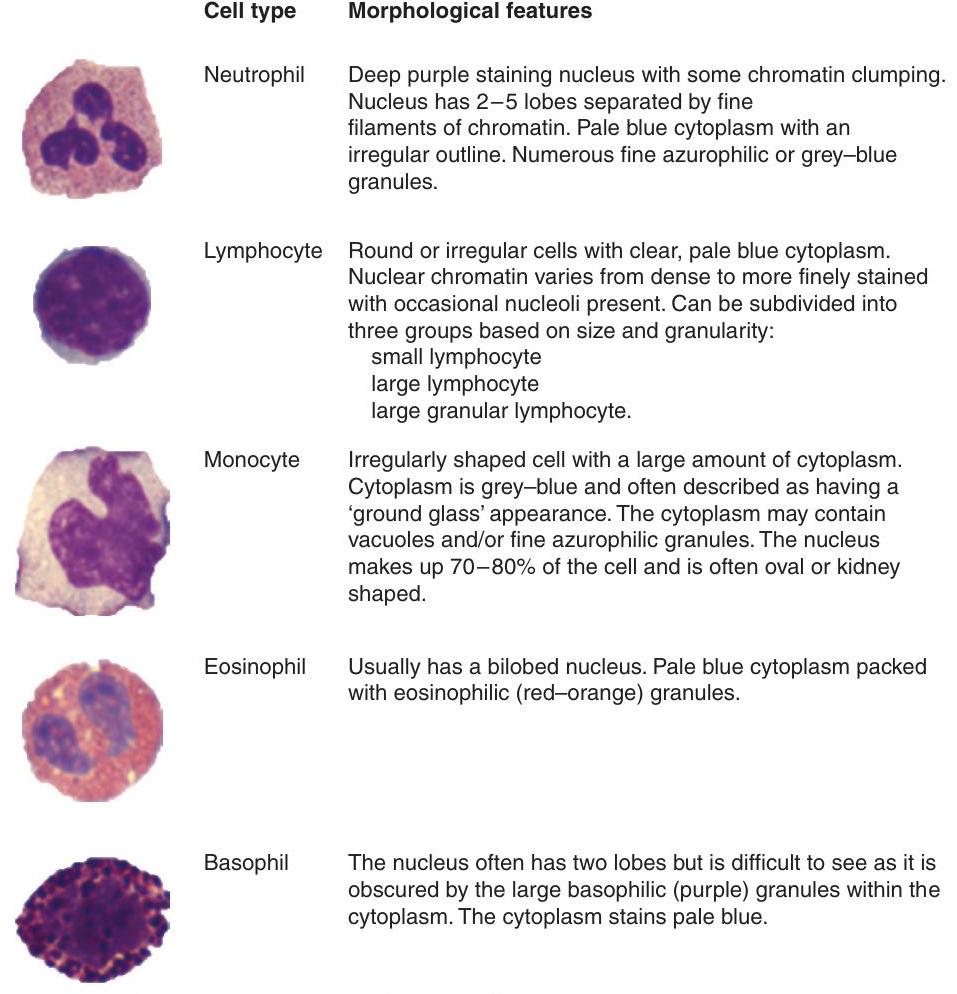 Cell type Morphological features
Neutrophil Deep purple staining nucleus with some chromatin clumping.
Nucleus has 2–5 lobes separated by fine
filaments of chromatin. Pale blue cytoplasm with an
irregular outline. Numerous fine azurophilic or grey–blue
granules.
Lymphocyte Round or irregular cells with clear, pale blue cytoplasm.
Nuclear chromatin varies from dense to more finely stained
with occasional nucleoli present. Can be subdivided into
three groups based on size and granularity:
small lymphocyte
large lymphocyte
large granular lymphocyte.
Monocyte Irregularly shaped cell with a large amount of cytoplasm.
Cytoplasm is grey–blue and often described as having a
‘ground glass’ appearance. The cytoplasm may contain
vacuoles and/or fine azurophilic granules. The nucleus
makes up 70–80% of the cell and is often oval or kidney
shaped.
Eosinophil Usually has a bilobed nucleus. Pale blue cytoplasm packed
with eosinophilic (red–orange) granules.
Basophil The nucleus often has two lobes but is difficult to see as it is
obscured by the large basophilic (purple) granules within the
cytoplasm. The cytoplasm stains pale blue.